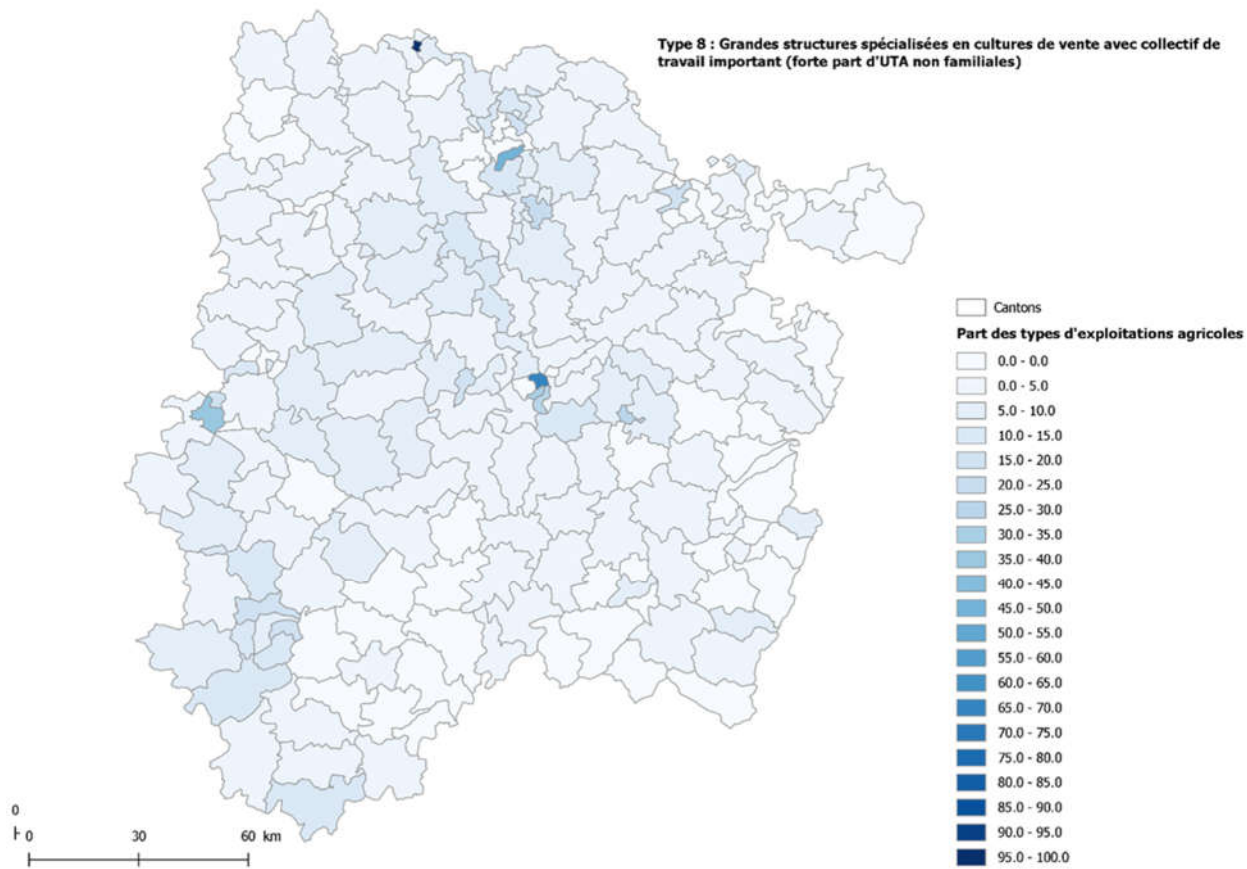 Type 8 : Grandes structures spécialisées en cultures de vente avec collectif de
travail important (forte part d'UTA non familiales)
Cantons
Part des types d'exploitations agricoles
0.0 - 0.0
0.0 - 5.0
5.0 - 10.0
10.0 - 15.0
15.0 - 20.0
20.0 - 25.0
25.0 - 30.0
30.0 - 35.0
35.0 - 40.0
40.0 - 45.0
45.0 - 50.0
50.0 - 55.0
55.0 - 60.0
60.0 - 65.0
65.0 - 70.0
70.0 - 75.0
75.0 - 80.0
80.0 - 85.0
85.0 - 90.0
90.0 - 95.0
95.0 - 100.0
0
0 30 60 km